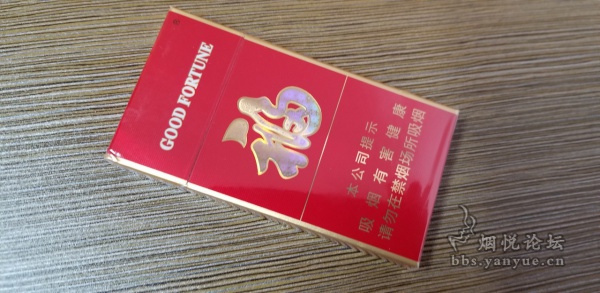 GOOD FORTUNE
福
本公司提示
吸烟有害健康
请勿在禁烟场所吸烟
烟悦论坛
bbs.yanyue.cn